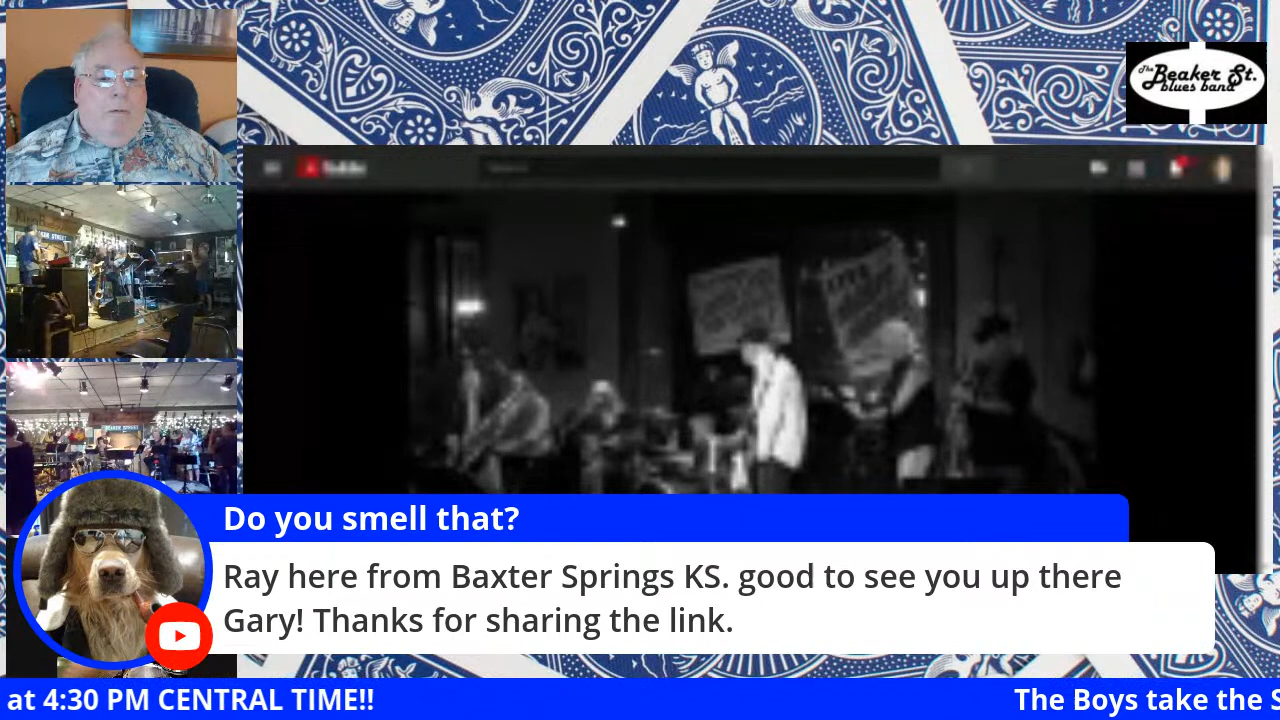 The
Beaker St.
blues band
Do you smell that?
Ray here from Baxter Springs KS. good to see you up there
Gary! Thanks for sharing the link.
at 4:30 PM CENTRAL TIME!!
The Boys take the S